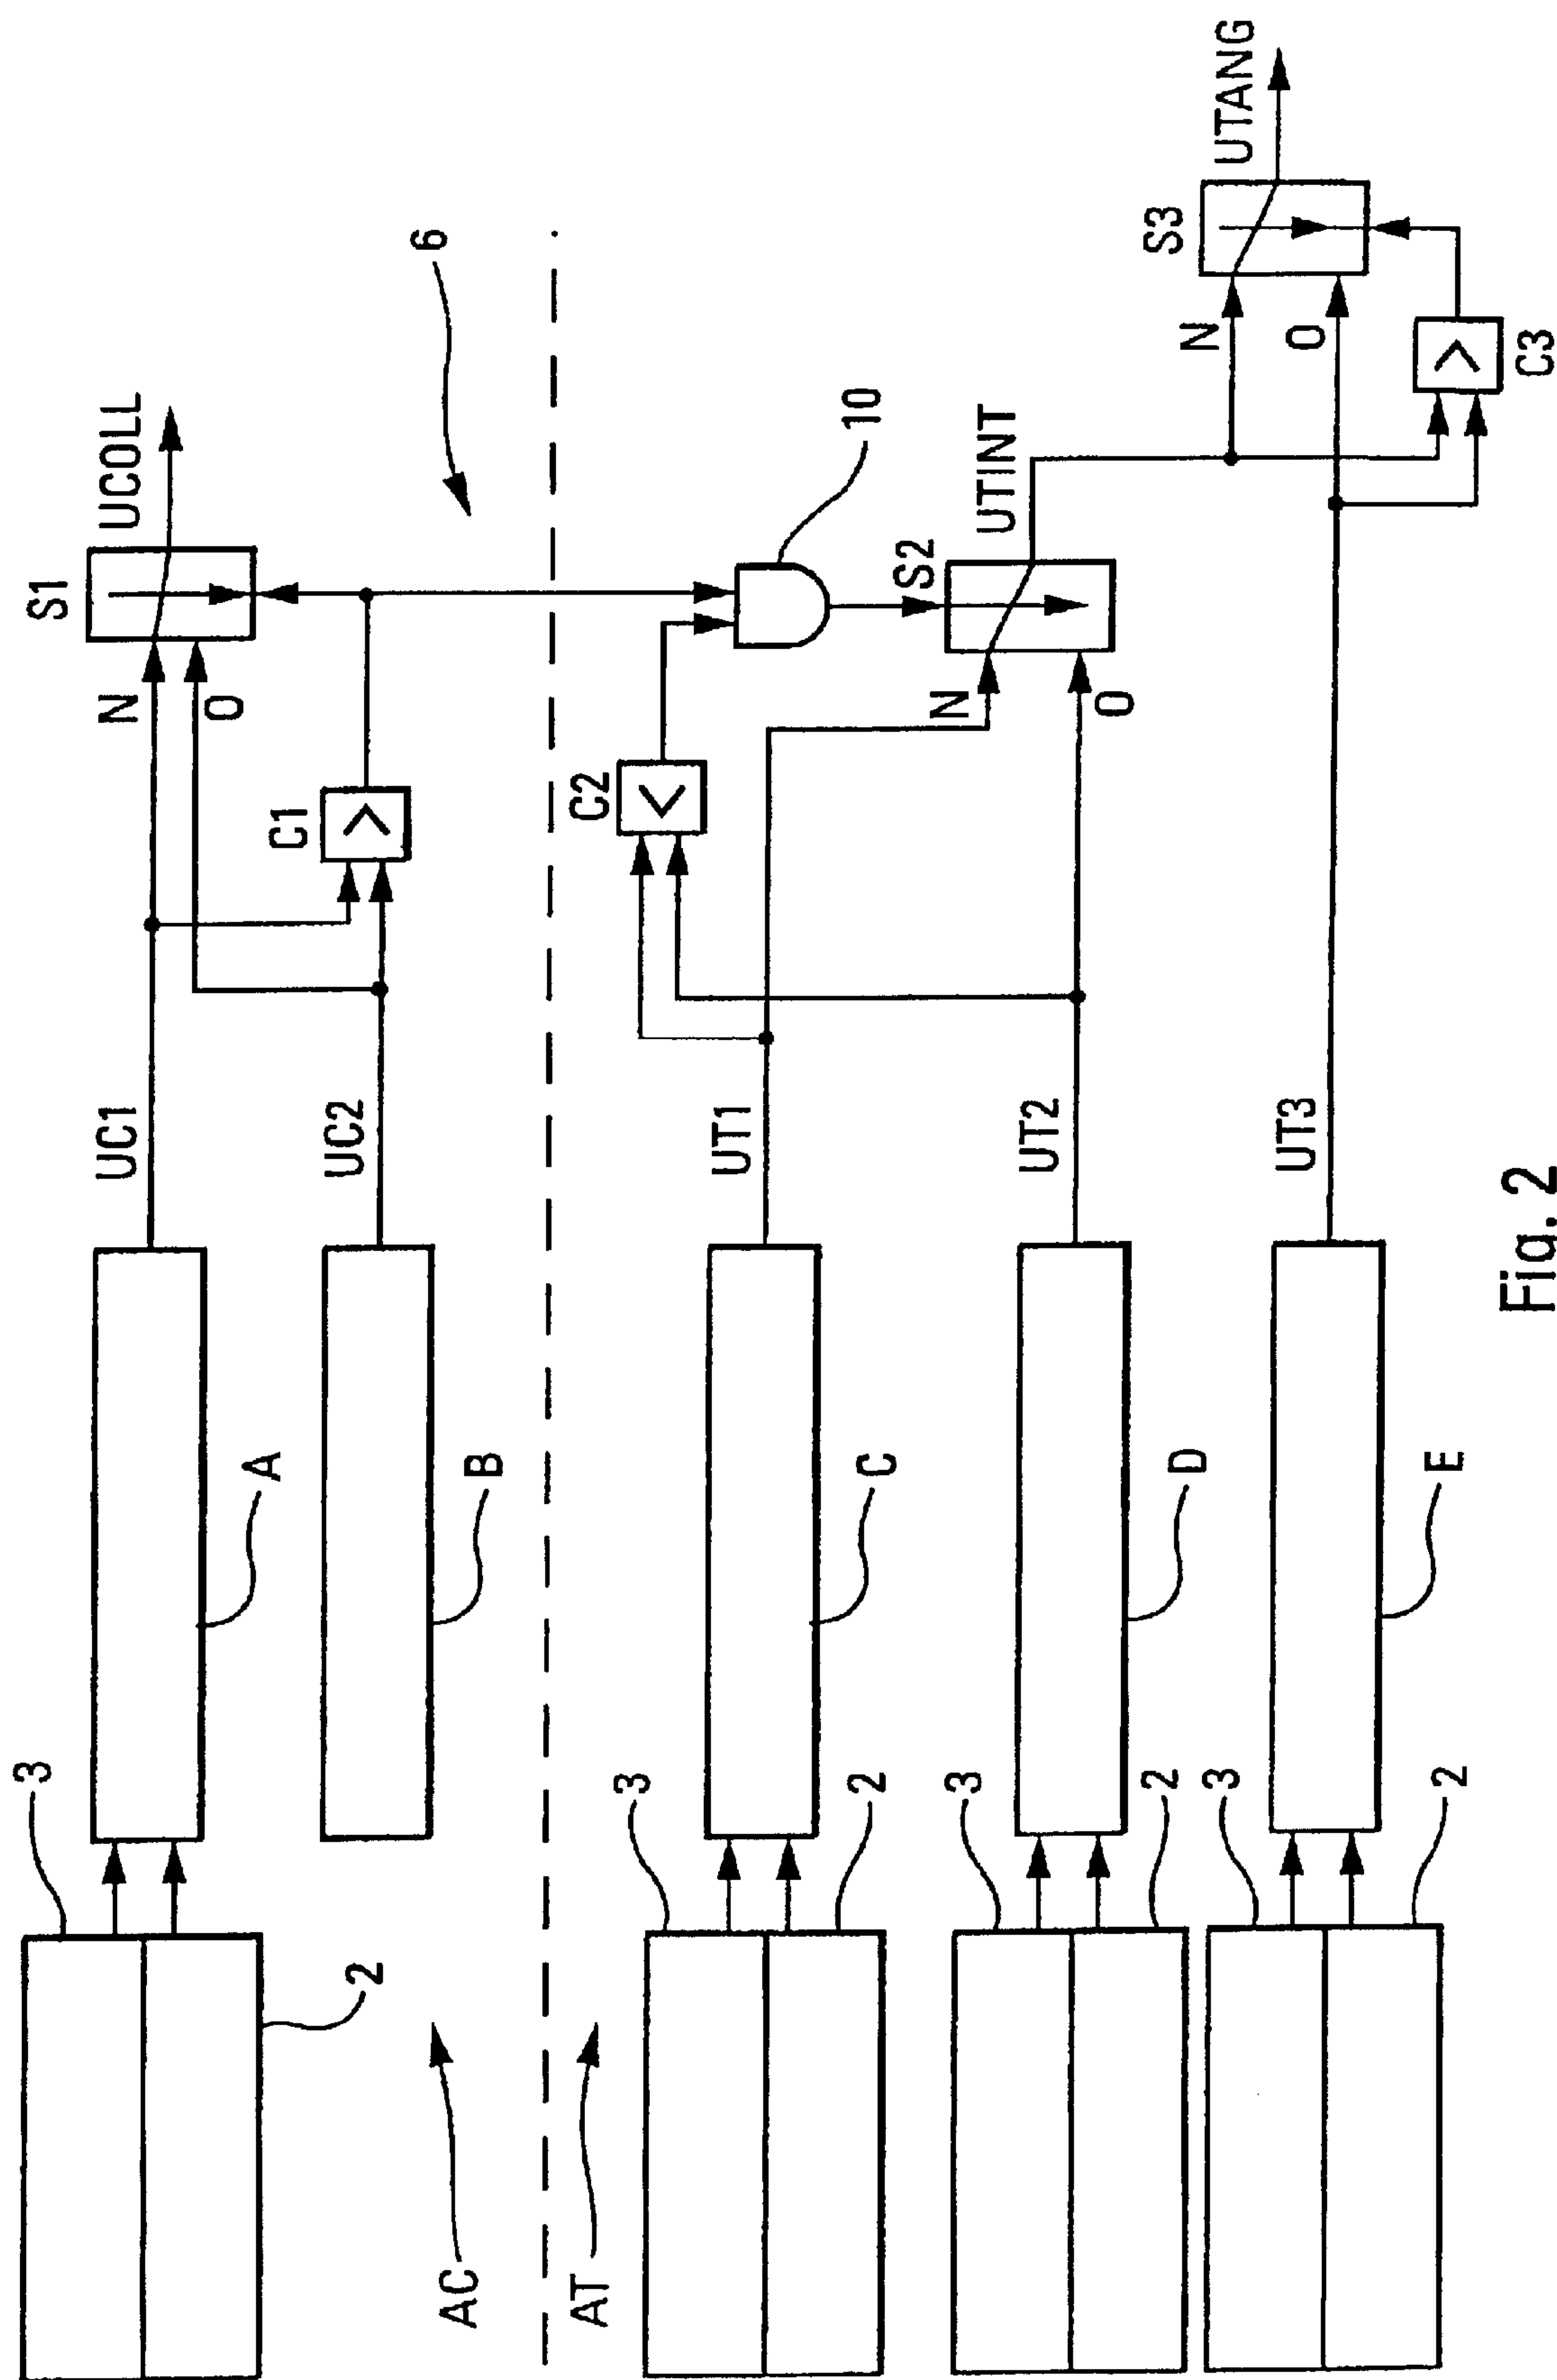 3
2
A
UC1
N
O
S1
UCOLL
B
UC2
C1
6
AC
AT
3
2
C
UT1
C2
10
N
O
S2
UTINT
3
2
D
UT2
3
2
E
UT3
N
O
S3
UTANG
C3
>
>
<
Fig. 2